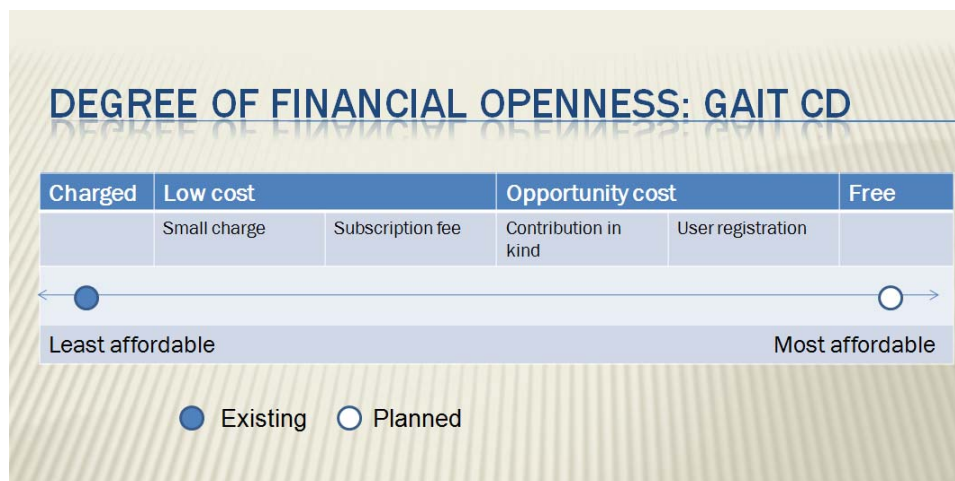 DEGREE OF FINANCIAL OPENNESS: GAIT CD
Charged Low cost Opportunity cost Free
Small charge Subscription fee Contribution in kind User registration
Least affordable Most affordable
Existing Planned